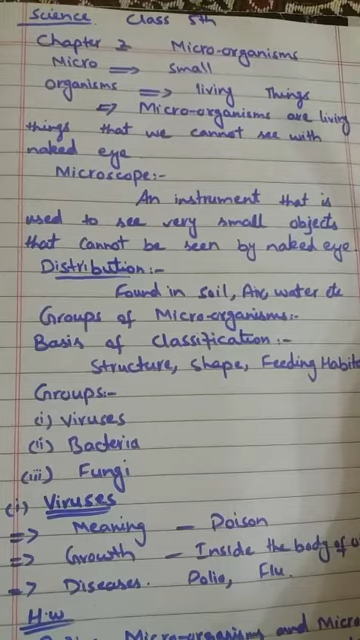 Science. Class 5th
Chapter 2 Micro-organisms
Micro ⟹ Small
organisms ⟹ living Things
⇒ Micro-organisms are living
things that we cannot see with
naked eye
Microscope:-
An instrument that is
used to see very small objects
that cannot be seen by naked eye.
Distribution:-
Found in soil, Air, water etc
Groups of Micro-organisms:-
Basis of classification:-
Structure, Shape, Feeding Habits
Groups:-
(i) Viruses
(ii) Bacteria
(iii) Fungi
(i) Viruses
⇒ Meaning — Poison
⇒ Growth — Inside the body of
⇒ Diseases. Polio, Flu.
H.w
Micro-organisms and Micro